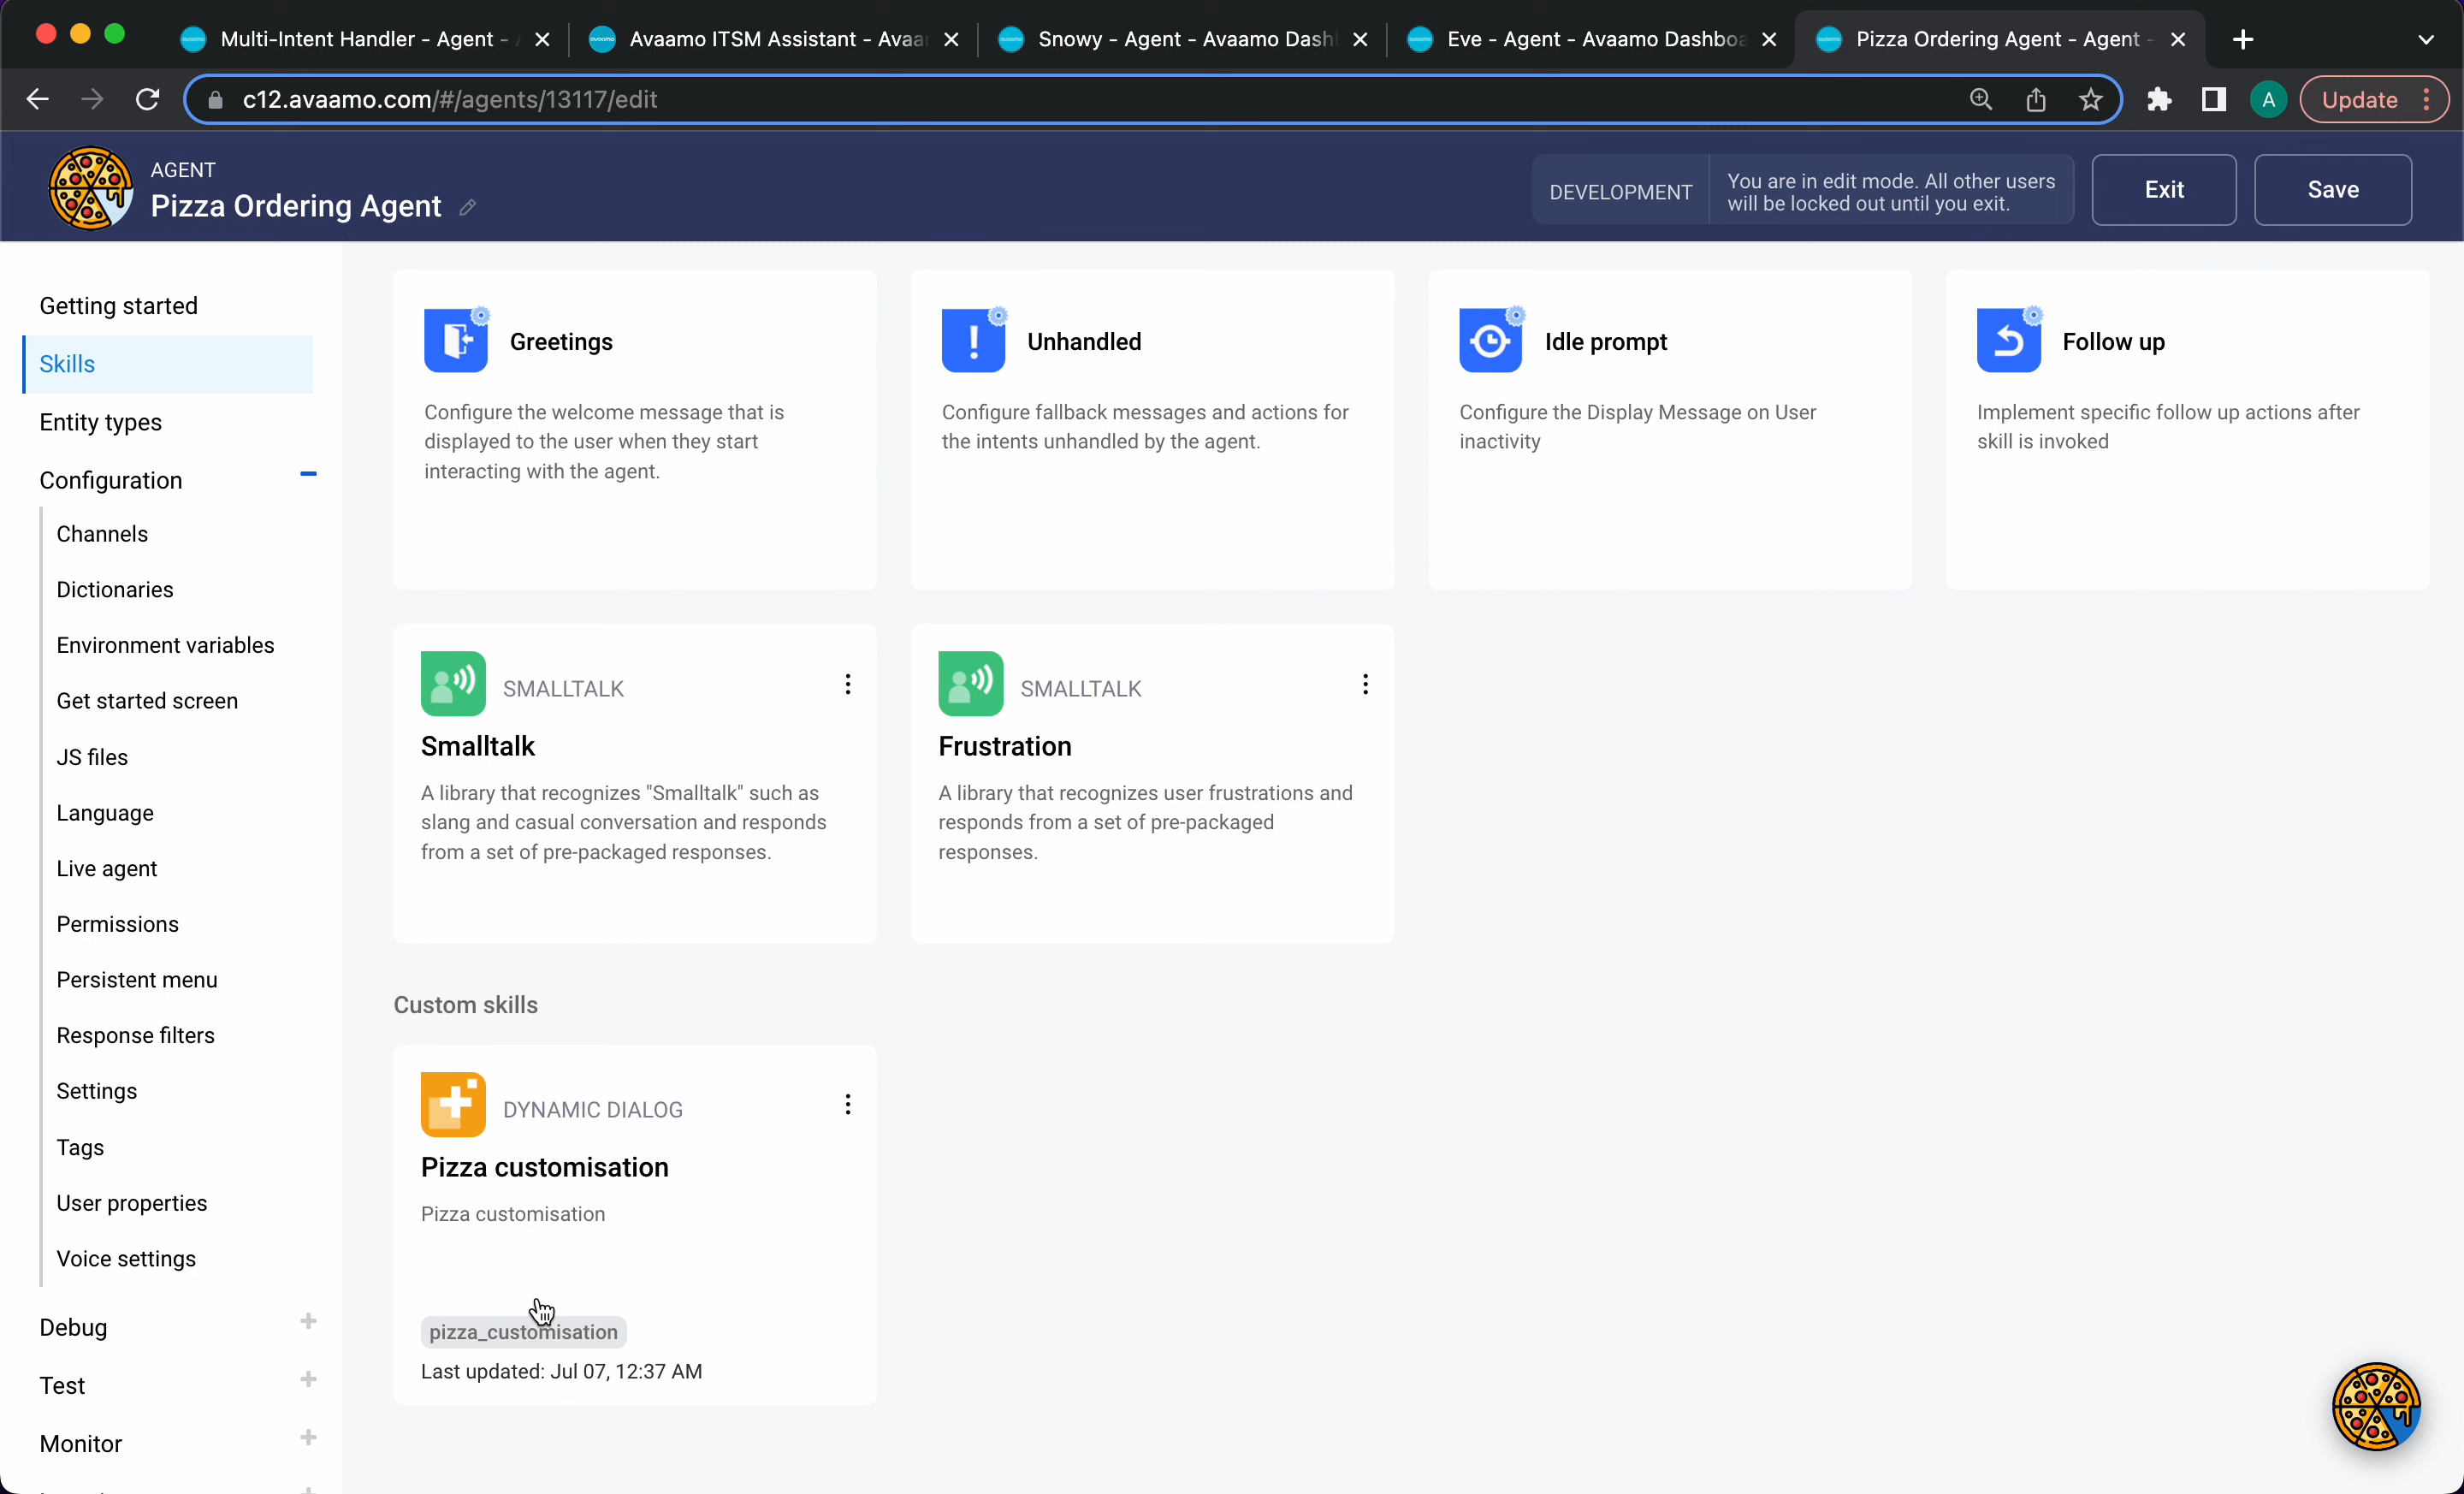 Multi-Intent Handler - Agent -
Avaamo ITSM Assistant - Avaa
Snowy - Agent - Avaamo Dash
Eve - Agent - Avaamo Dashbo
Pizza Ordering Agent - Agent -
c12.avaamo.com/#/agents/13117/edit
A
Update
AGENT
Pizza Ordering Agent
DEVELOPMENT
You are in edit mode. All other users
will be locked out until you exit.
Exit
Save
Getting started
Skills
Entity types
Configuration
Channels
Dictionaries
Environment variables
Get started screen
JS files
Language
Live agent
Permissions
Persistent menu
Response filters
Settings
Tags
User properties
Voice settings
Debug
Test
Monitor
Greetings
Configure the welcome message that is
displayed to the user when they start
interacting with the agent.
Unhandled
Configure fallback messages and actions for
the intents unhandled by the agent.
Idle prompt
Configure the Display Message on User
inactivity
Follow up
Implement specific follow up actions after
skill is invoked
SMALLTALK
Smalltalk
A library that recognizes "Smalltalk" such as
slang and casual conversation and responds
from a set of pre-packaged responses.
SMALLTALK
Frustration
A library that recognizes user frustrations and
responds from a set of pre-packaged
responses.
Custom skills
DYNAMIC DIALOG
Pizza customisation
Pizza customisation
pizza_customisation
Last updated: Jul 07, 12:37 AM